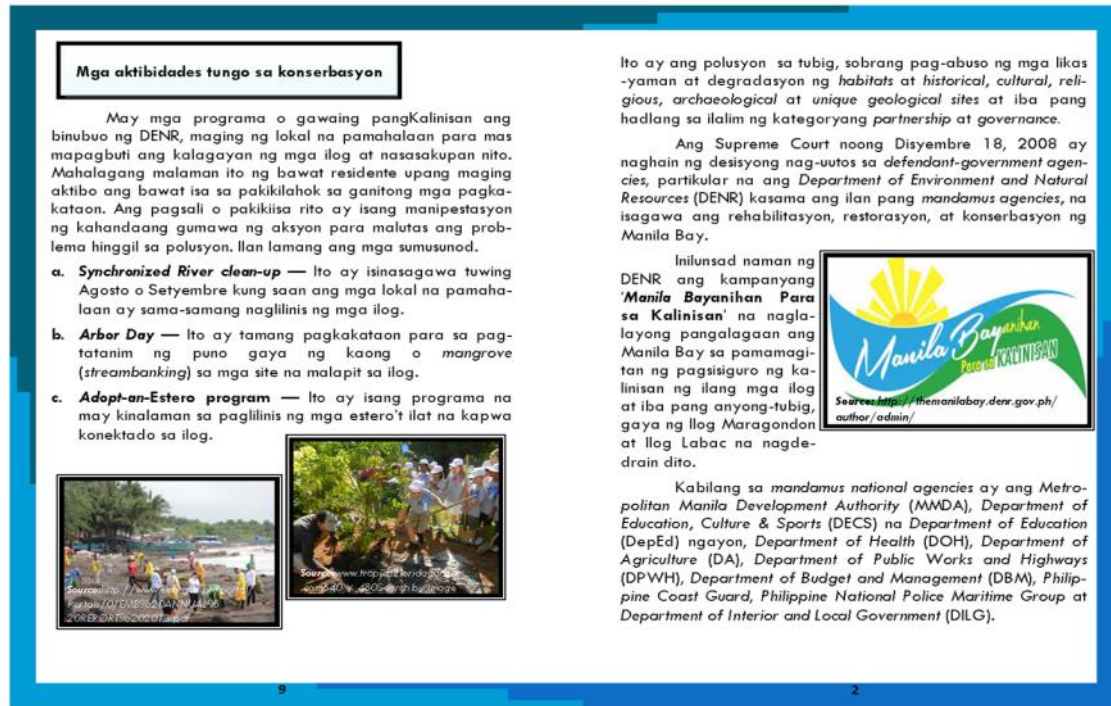 Mga aktibidades tungo sa konserbasyon
May mga programa o gawaing pangKalinisan ang
binubuo ng DENR, maging ng lokal na pamahalaan para mas
mapagbuti ang kalagayan ng mga ilog at nasasakupan nito.
Mahalagang malaman ito ng bawat residente upang maging
aktibo ang bawat isa sa pakikilahok sa ganitong mga pagka-
kataon. Ang pagsali o pakikiisa rito ay isang manipestasyon
ng kahandaang gumawa ng aksyon para malutas ang prob-
lema hinggil sa polusyon. Ilan lamang ang mga sumusunod.
a. Synchronized River clean-up — Ito ay isinasagawa tuwing
Agosto o Setyembre kung saan ang mga lokal na pamaha-
laan ay sama-samang naglilinis ng mga ilog.
b. Arbor Day — Ito ay tamang pagkakataon para sa pag-
tatanim ng puno gaya ng kaong o mangrove
(streambanking) sa mga site na malapit sa ilog.
c. Adopt-an-Estero program — Ito ay isang programa na
may kinalaman sa paglilinis ng mga estero't ilat na kapwa
konektado sa ilog.
Source:
Source:
9
Ito ay ang polusyon sa tubig, sobrang pag-abuso ng mga likas
-yaman at degradasyon ng habitats at historical, cultural, reli-
gious, archaeological at unique geological sites at iba pang
hadlang sa ilalim ng kategoryang partnership at governance.
Ang Supreme Court noong Disyembre 18, 2008 ay
naghain ng desisyong nag-uutos sa defendant-government agen-
cies, partikular na ang Department of Environment and Natural
Resources (DENR) kasama ang ilan pang mandamus agencies, na
isagawa ang rehabilitasyon, restorasyon, at konserbasyon ng
Manila Bay.
Inilunsad naman ng
DENR ang kampanyang
'Manila Bayanihan Para
sa Kalinisan' na nagla-
layong pangalagaan ang
Manila Bay sa pamamagi-
tan ng pagsisiguro ng ka-
linisan ng ilang mga ilog
at iba pang anyong-tubig,
gaya ng Ilog Maragondon
at Ilog Labac na nagde-
drain dito.
Manila Bayanihan
Para sa KALINISAN
Source: http://themanilabay.denr.gov.ph/
author/admin/
Kabilang sa mandamus national agencies ay ang Metro-
politan Manila Development Authority (MMDA), Department of
Education, Culture & Sports (DECS) na Department of Education
(DepEd) ngayon, Department of Health (DOH), Department of
Agriculture (DA), Department of Public Works and Highways
(DPWH), Department of Budget and Management (DBM), Philip-
pine Coast Guard, Philippine National Police Maritime Group at
Department of Interior and Local Government (DILG).
2